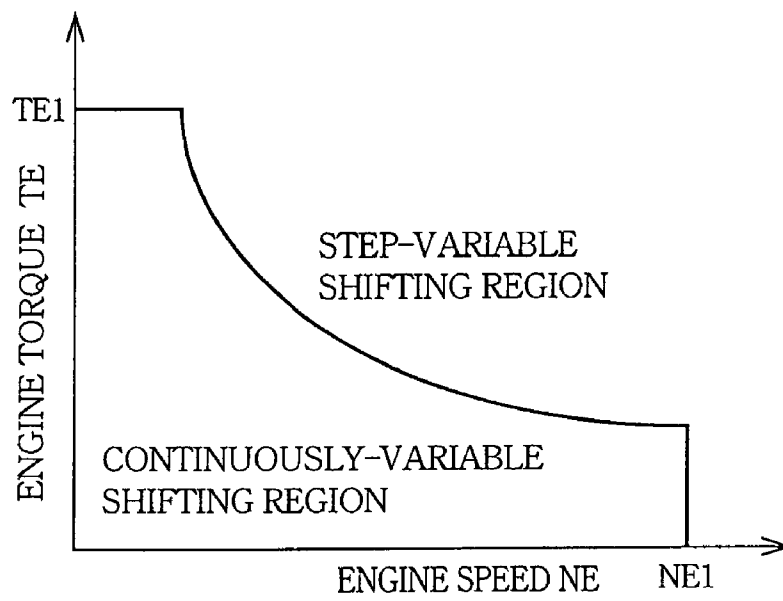 TE1
ENGINE TORQUE TE
STEP-VARIABLE
SHIFTING REGION
CONTINUOUSLY-VARIABLE
SHIFTING REGION
ENGINE SPEED NE
NE1